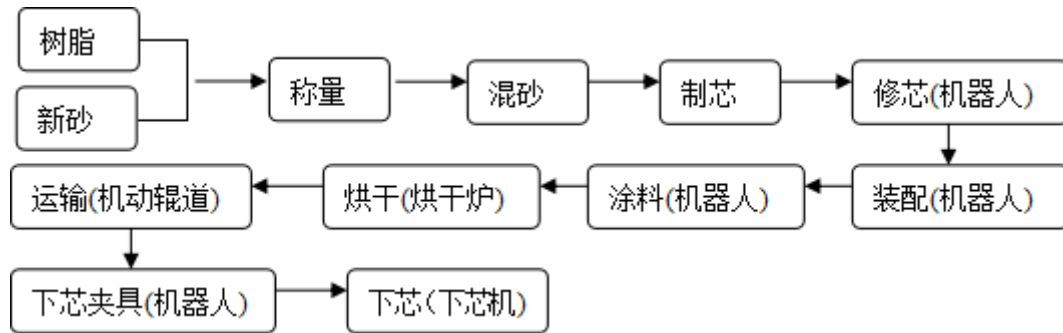 树脂
新砂
称量
混砂
制芯
修芯(机器人)
装配(机器人)
涂料(机器人)
烘干(烘干炉)
运输(机动辊道)
下芯夹具(机器人)
下芯（下芯机）